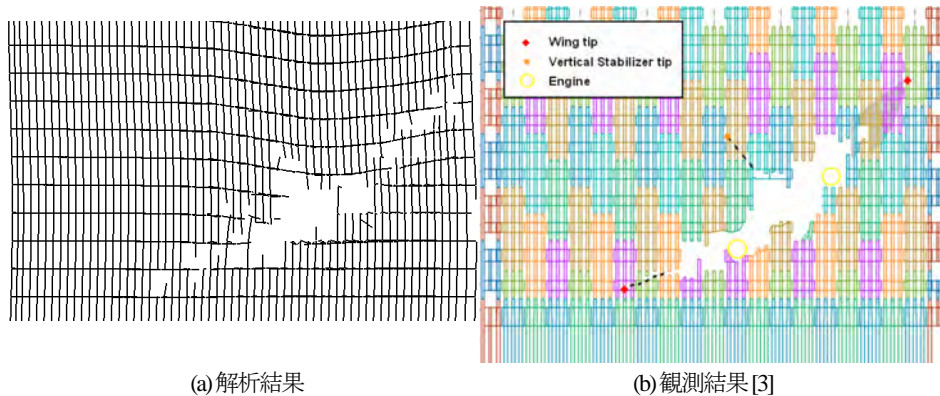 Wing tip
Vertical Stabilizer tip
Engine
(a) 解析結果
(b) 観測結果 [3]